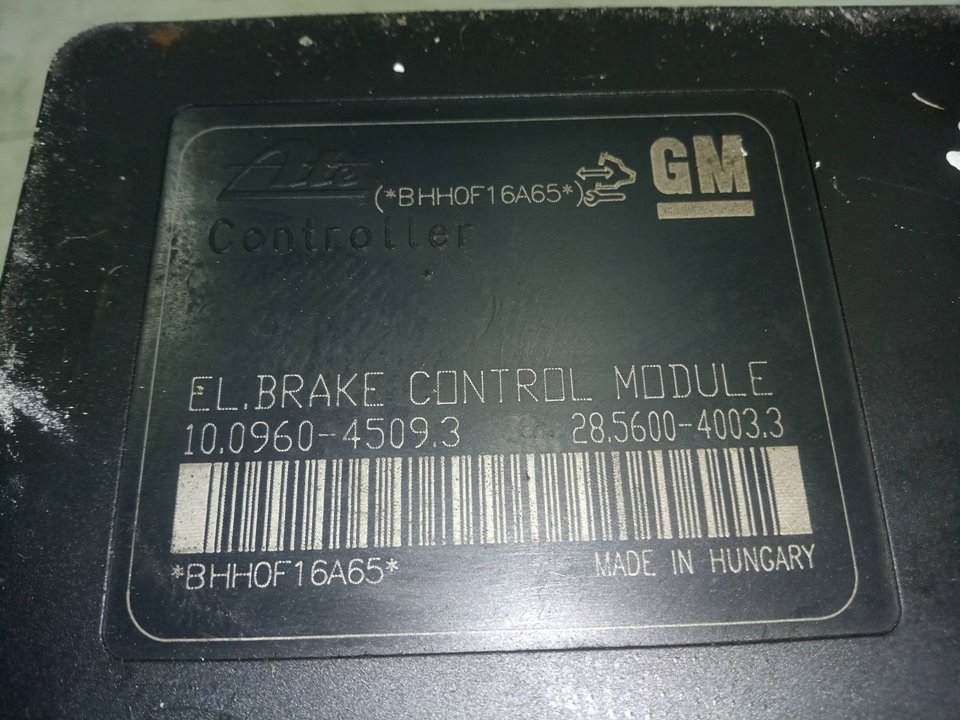 Ate
(*BHH0F16A65*)
GM
Controller
EL.BRAKE CONTROL MODULE
10.0960-4509.3 28.5600-4003.3
*BHH0F16A65*
MADE IN HUNGARY